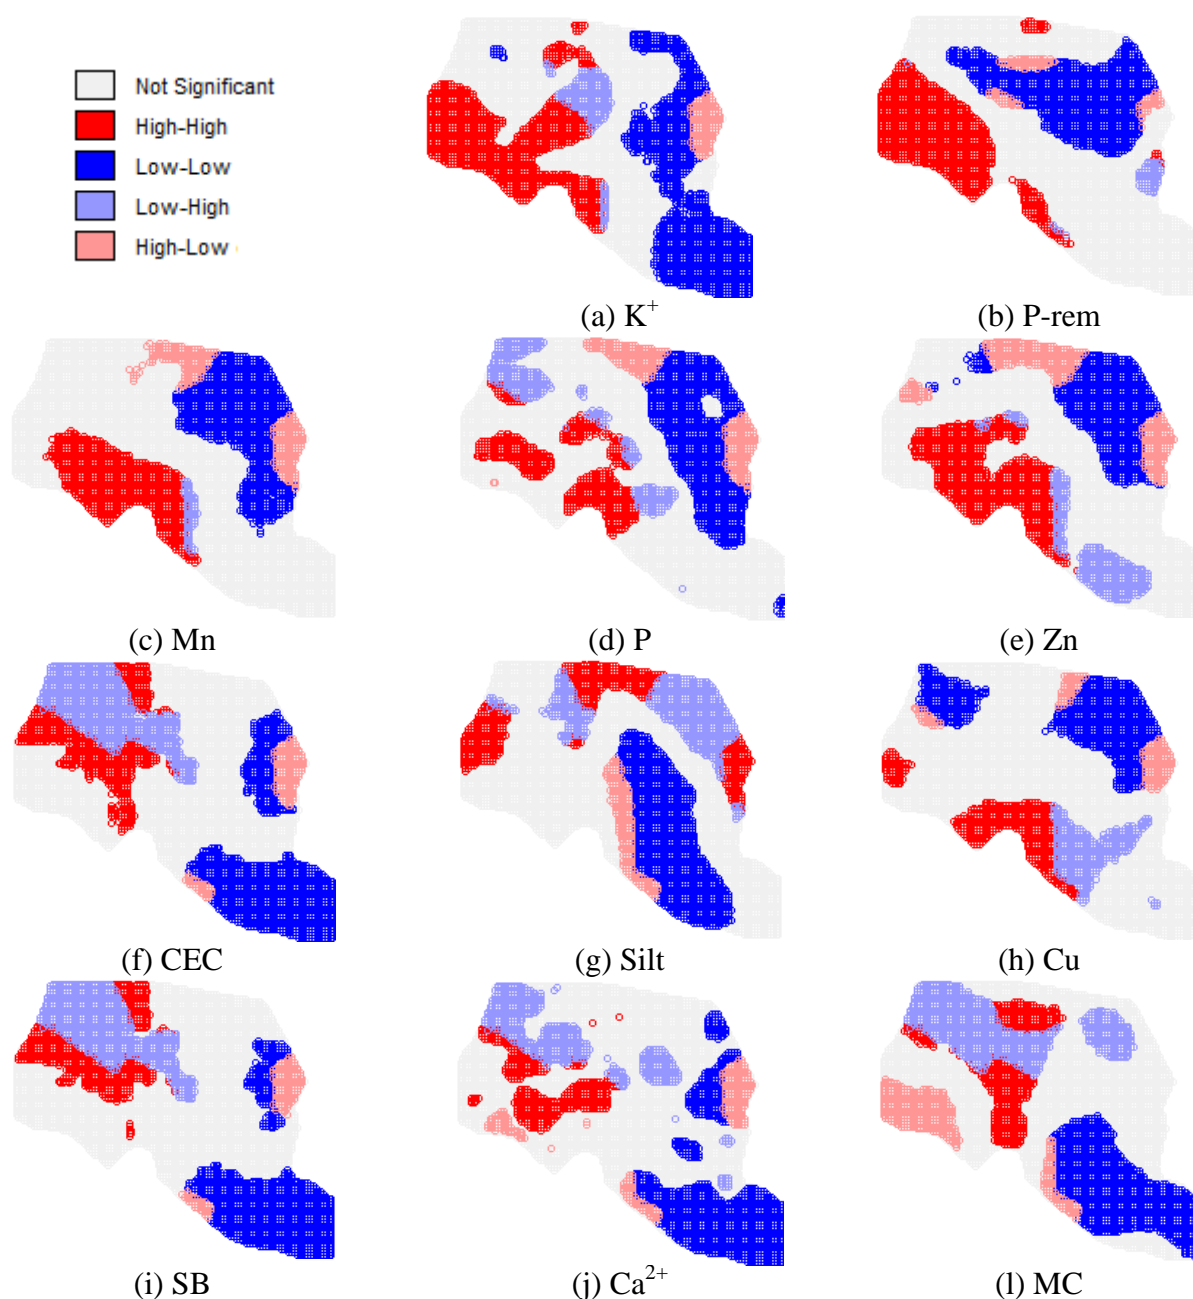 Not Significant
High-High
Low-Low
Low-High
High-Low
(a) K+
(b) P-rem
(c) Mn
(d) P
(e) Zn
(f) CEC
(g) Silt
(h) Cu
(i) SB
(j) Ca2+
(l) MC